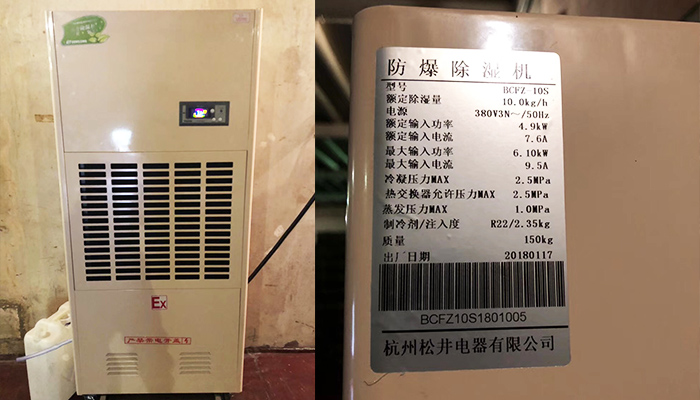 Ex
防爆除湿机
型号 BCFZ-10S
额定除湿量 10.0kg/h
电源 380V3N～/50Hz
额定输入功率 4.9kW
额定输入电流 7.6A
最大输入功率 6.10kW
最大输入电流 9.5A
冷凝压力MAX 2.5MPa
热交换器允许压力MAX 2.5MPa
蒸发压力MAX 1.0MPa
制冷剂/注入度 R22/2.35kg
质量 150kg
出厂日期 20180117
BCFZ10S1801005
杭州松井电器有限公司